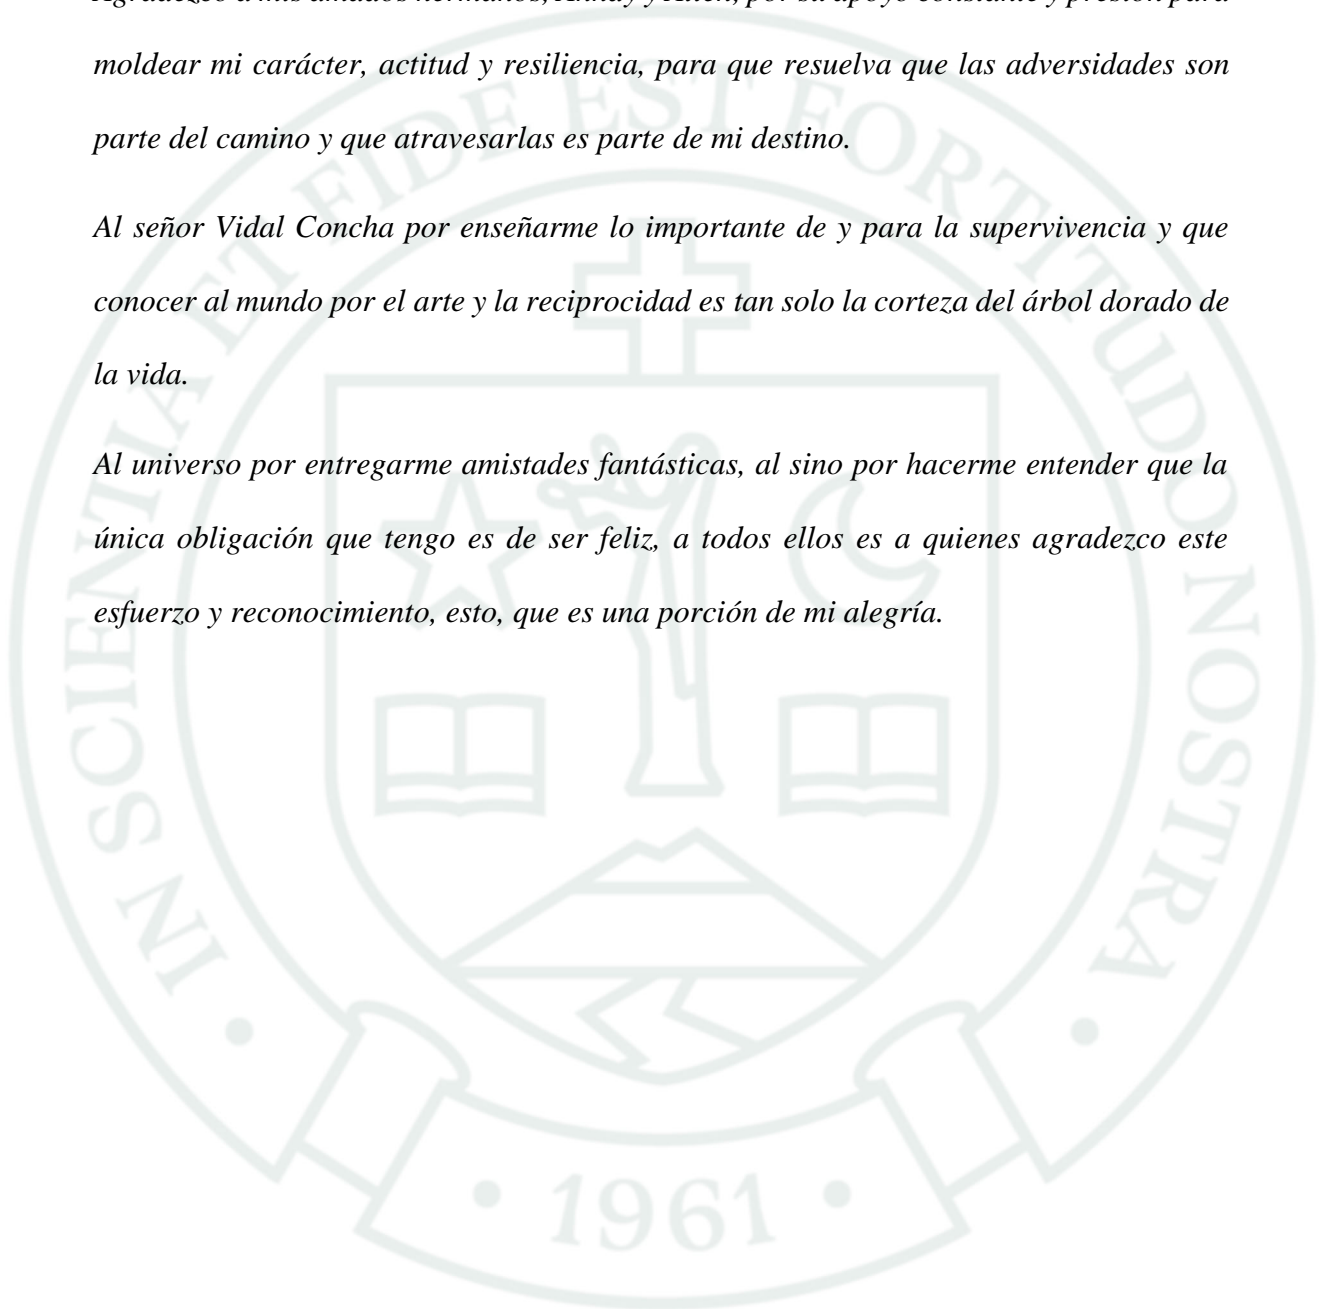 moldear mi carácter, actitud y resiliencia, para que resuelva que las adversidades son
parte del camino y que atravesarlas es parte de mi destino.
Al señor Vidal Concha por enseñarme lo importante de y para la supervivencia y que
conocer al mundo por el arte y la reciprocidad es tan solo la corteza del árbol dorado de
la vida.
Al universo por entregarme amistades fantásticas, al sino por hacerme entender que la
única obligación que tengo es de ser feliz, a todos ellos es a quienes agradezco este
esfuerzo y reconocimiento, esto, que es una porción de mi alegría.
IN SCIENTIA ET FIDE EST FORTITUDO NOSTRA
• 1961 •